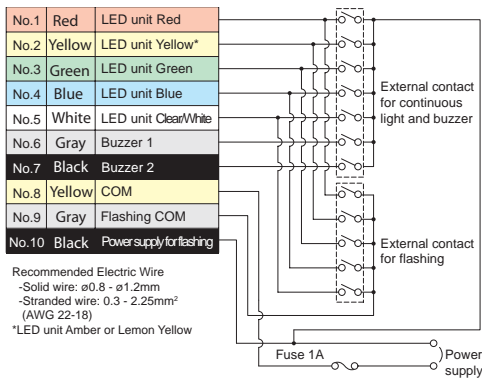 No.1 Red LED unit Red
No.2 Yellow LED unit Yellow*
No.3 Green LED unit Green
No.4 Blue LED unit Blue
No.5 White LED unit Clear/White
No.6 Gray Buzzer 1
No.7 Black Buzzer 2
No.8 Yellow COM
No.9 Gray Flashing COM
No.10 Black Power supply for flashing
External contact
for continuous
light and buzzer
External contact
for flashing
Recommended Electric Wire
-Solid wire: ø0.8 - ø1.2mm
-Stranded wire: 0.3 - 2.25mm²
(AWG 22-18)
*LED unit Amber or Lemon Yellow
Fuse 1A
Power
supply